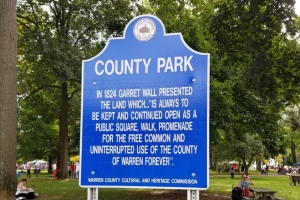 COUNTY PARK
IN 1824 GARRET WALL PRESENTED
THE LAND WHICH..."IS ALWAYS TO
BE KEPT AND CONTINUED OPEN AS A
PUBLIC SQUARE, WALK, PROMENADE
FOR THE FREE COMMON AND
UNINTERRUPTED USE OF THE COUNTY
OF WARREN FOREVER".
WARREN COUNTY CULTURAL AND HERITAGE COMMISSION